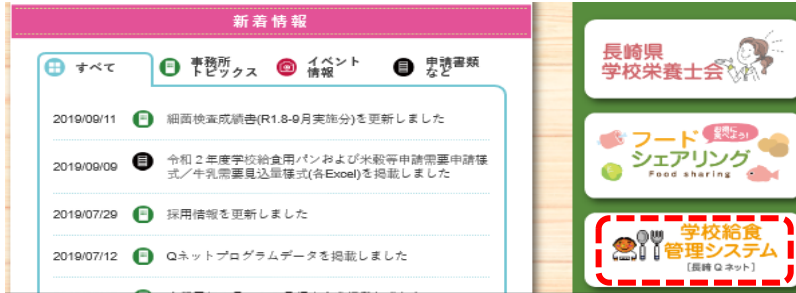 新着情報
すべて
事務所
トピックス
イベント
情報
申請書類
など
2019/09/11 細菌検査成績書(R1.8-9月実施分)を更新しました
2019/09/09 令和２年度学校給食用パンおよび米穀等申請需要申請様
式／牛乳需要見込量様式(各Excel)を掲載しました
2019/07/29 採用情報を更新しました
2019/07/12 Qネットプログラムデータを掲載しました
長崎県
学校栄養士会
フード
お得に
食べよう!
シェアリング
Food sharing
学校給食
管理システム
[長崎Qネット]